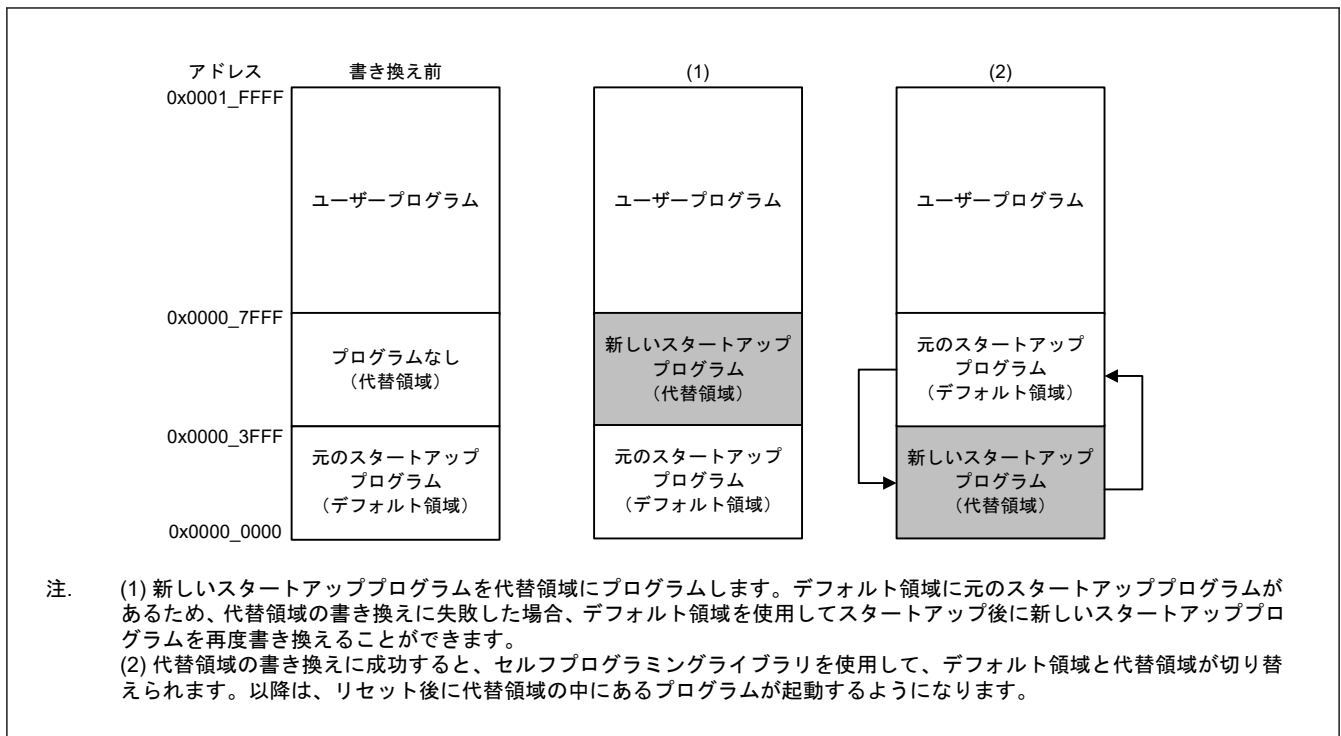 アドレス
書き換え前
(1)
(2)
0x0001_FFFF
ユーザープログラム
ユーザープログラム
ユーザープログラム
0x0000_7FFF
プログラムなし
（代替領域）
新しいスタートアップ
プログラム
（代替領域）
元のスタートアップ
プログラム
（デフォルト領域）
0x0000_3FFF
元のスタートアップ
プログラム
（デフォルト領域）
元のスタートアップ
プログラム
（デフォルト領域）
新しいスタートアップ
プログラム
（代替領域）
0x0000_0000
注. (1) 新しいスタートアッププログラムを代替領域にプログラムします。デフォルト領域に元のスタートアッププログラムが
あるため、代替領域の書き換えに失敗した場合、デフォルト領域を使用してスタートアップ後に新しいスタートアッププロ
グラムを再度書き換えることができます。
(2) 代替領域の書き換えに成功すると、セルフプログラミングライブラリを使用して、デフォルト領域と代替領域が切り替
えられます。以降は、リセット後に代替領域の中にあるプログラムが起動するようになります。